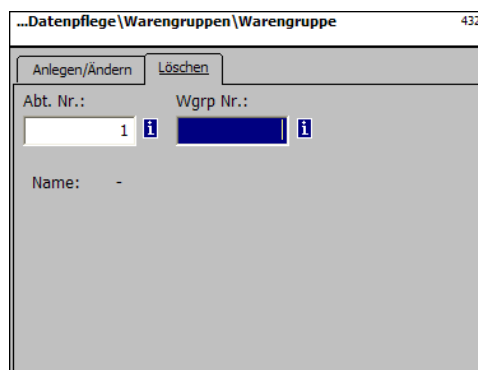 ...Datenpflege\Warengruppen\Warengruppe 432
Anlegen/Ändern Löschen
Abt. Nr.: Wgrp Nr.:
1 i i
Name: -